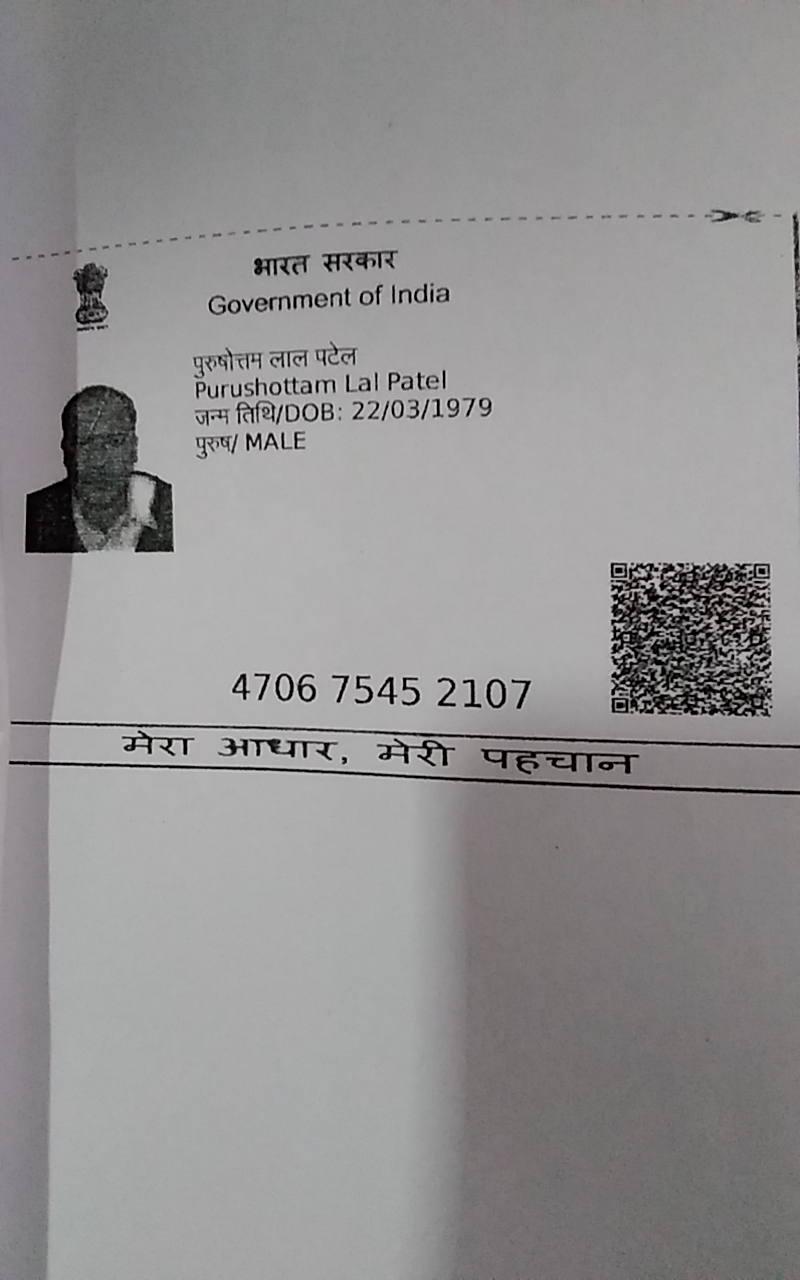 भारत सरकार
Government of India
पुरुषोत्तम लाल पटेल
Purushottam Lal Patel
जन्म तिथि/DOB: 22/03/1979
पुरुष/ MALE
4706 7545 2107
मेरा आधार, मेरी पहचान